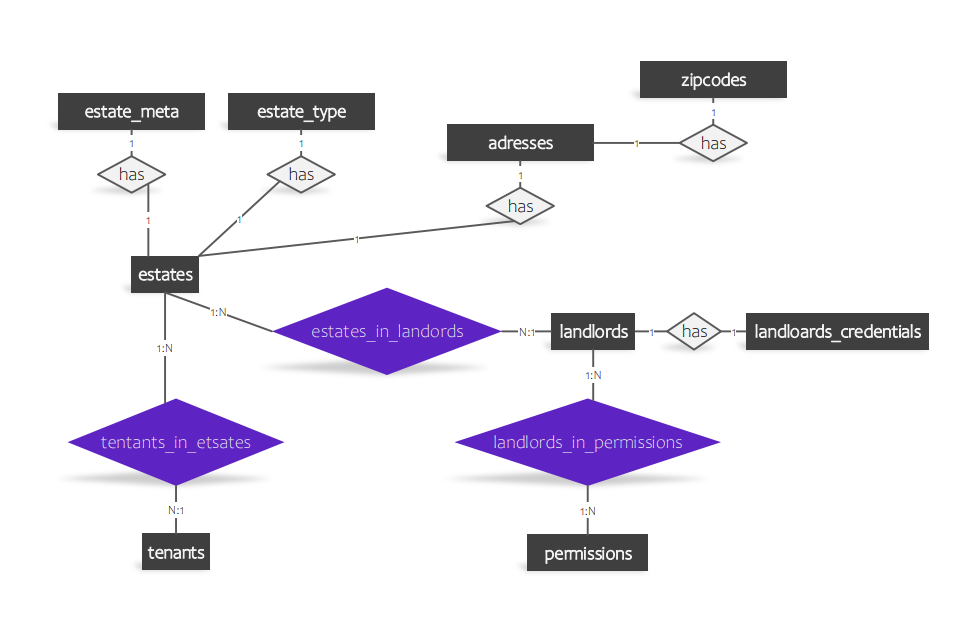 zipcodes
estate_meta
estate_type
1
adresses
1
has
1
1
has
has
1
has
1
1
1
estates
1:N
estates_in_landords
N:1
landlords
1
has
1
landloards_credentials
1:N
1:N
tentants_in_etsates
landlords_in_permissions
N:1
1:N
tenants
permissions